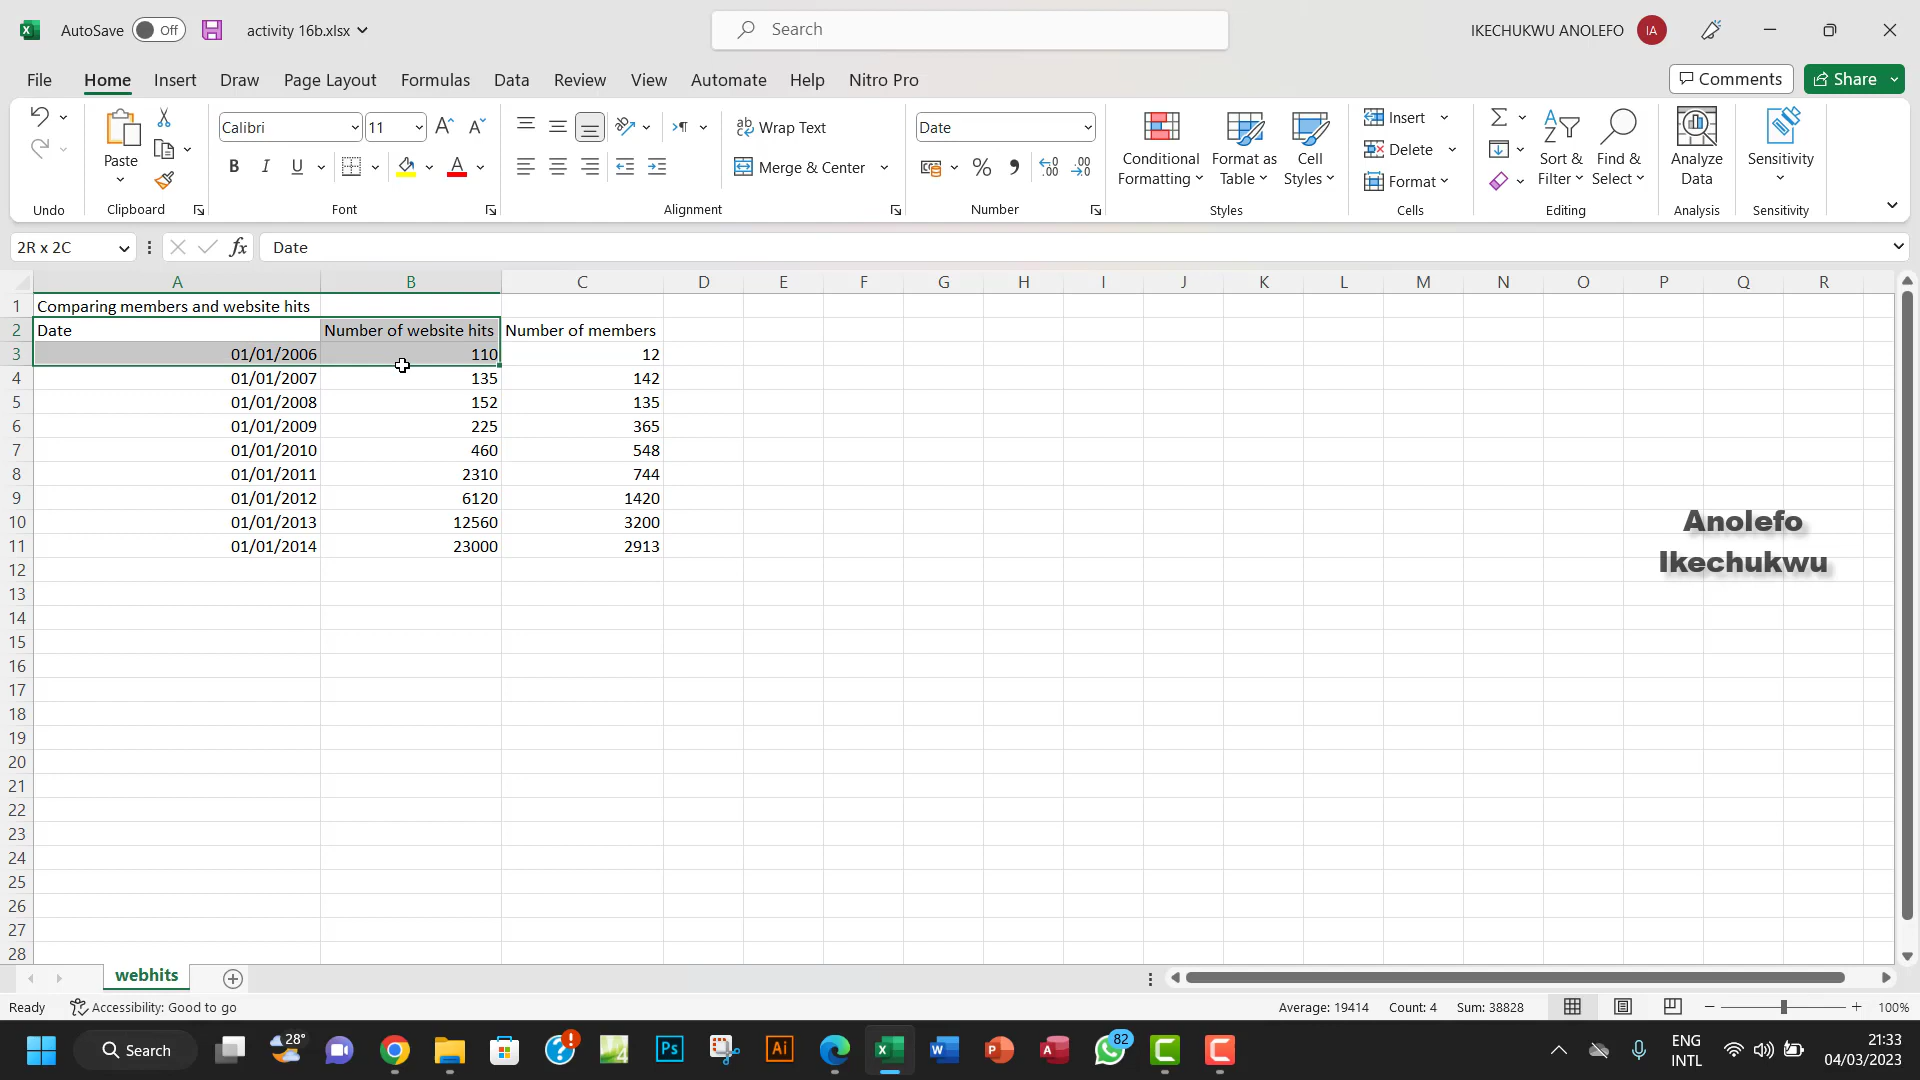 AutoSave Off activity 16b.xlsx Search IKECHUKWU ANOLEFO IA
File Home Insert Draw Page Layout Formulas Data Review View Automate Help Nitro Pro Comments Share
Calibri 11 Wrap Text Date Insert
Paste Conditional Formatting Format as Table Cell Styles Delete Sort & Filter Find & Select Analyze Data Sensitivity
Merge & Center Format
Undo Clipboard Font Alignment Number Styles Cells Editing Analysis Sensitivity
2R x 2C fx Date
A B C D E F G H I J K L M N O P Q R
1 Comparing members and website hits
2 Date Number of website hits Number of members
3 01/01/2006 110 12
4 01/01/2007 135 142
5 01/01/2008 152 135
6 01/01/2009 225 365
7 01/01/2010 460 548
8 01/01/2011 2310 744
9 01/01/2012 6120 1420
10 01/01/2013 12560 3200
11 01/01/2014 23000 2913
Anolefo
Ikechukwu
12
13
14
15
16
17
18
19
20
21
22
23
24
25
26
27
28
webhits
Ready Accessibility: Good to go Average: 19414 Count: 4 Sum: 38828 100%
28° Search 82 ENG INTL 21:33
04/03/2023